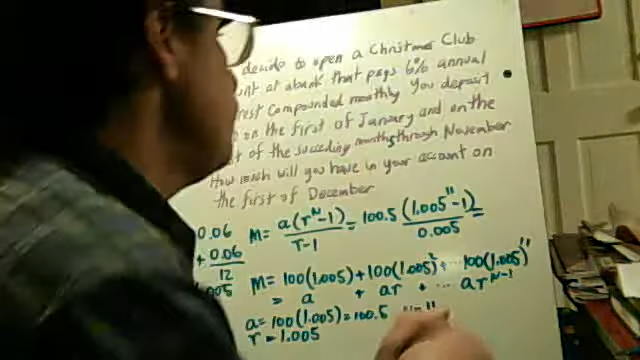 decide to open a Christmas Club
at a bank that pays 6% annual
compounded monthly You deposit
on the first of January and on the
of the succeeding months through November
How much will you have in your account on
the first of December
0.06
+ 0.06
12
M = a(r^N-1)/r-1 = 100.5 (1.005^11-1)/0.005 =
M = 100(1.005) + 100(1.005)^2 + ... 100(1.005)^11
= a + ar + ... ar^N-1
a = 100(1.005) = 100.5
r = 1.005